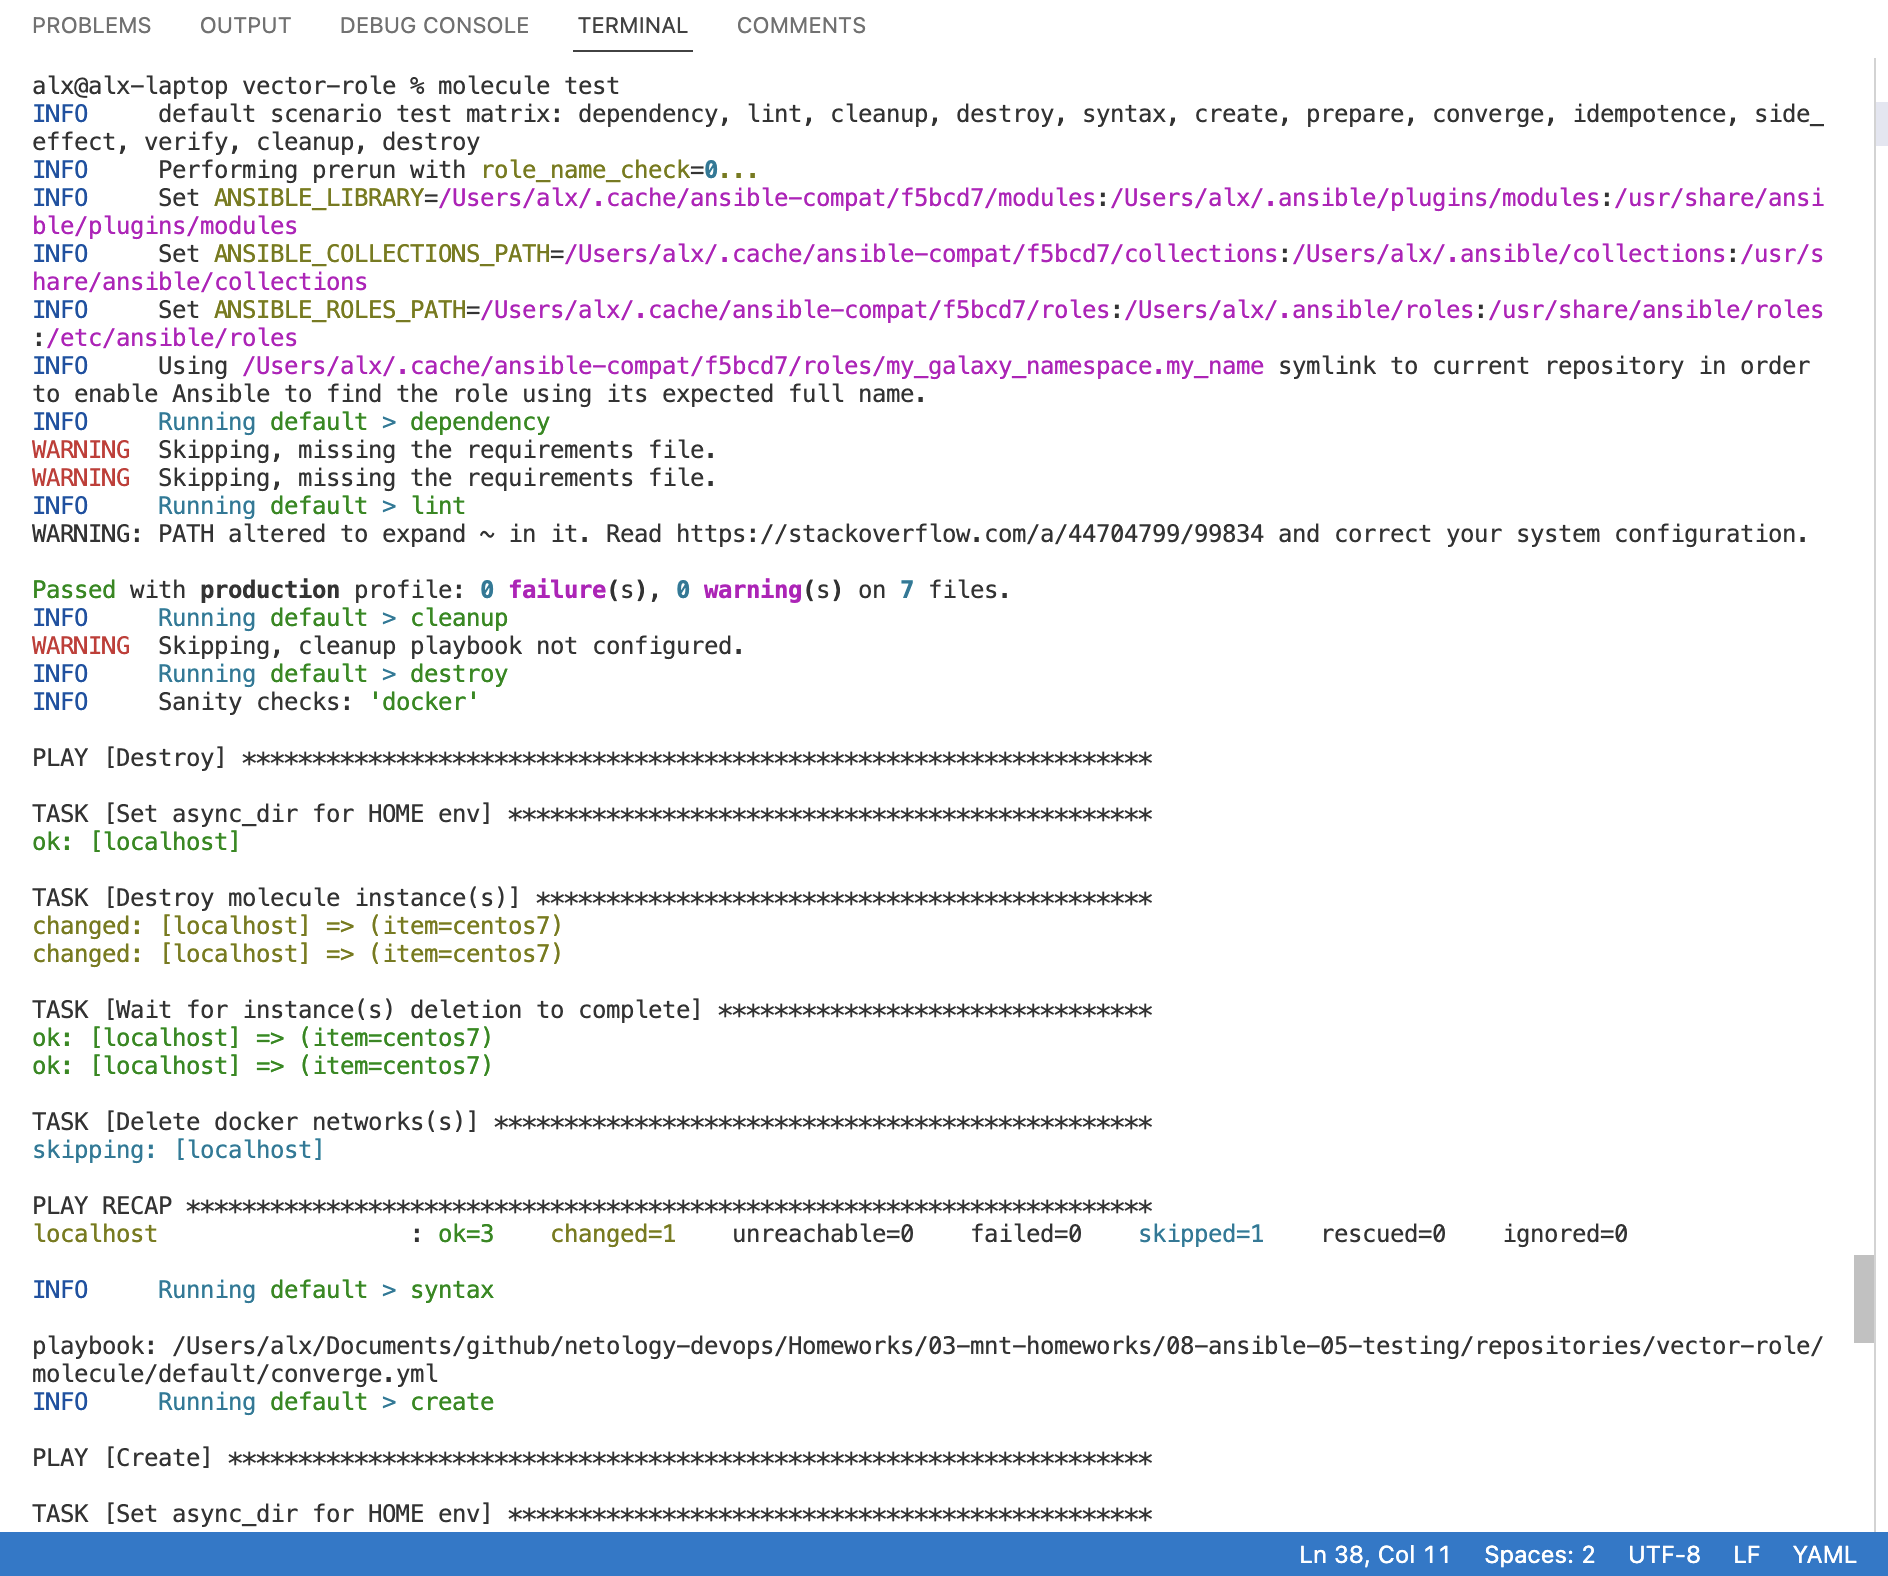 PROBLEMS OUTPUT DEBUG CONSOLE TERMINAL COMMENTS
alx@alx-laptop vector-role % molecule test
INFO     default scenario test matrix: dependency, lint, cleanup, destroy, syntax, create, prepare, converge, idempotence, side_
effect, verify, cleanup, destroy
INFO     Performing prerun with role_name_check=0...
INFO     Set ANSIBLE_LIBRARY=/Users/alx/.cache/ansible-compat/f5bcd7/modules:/Users/alx/.ansible/plugins/modules:/usr/share/ansi
ble/plugins/modules
INFO     Set ANSIBLE_COLLECTIONS_PATH=/Users/alx/.cache/ansible-compat/f5bcd7/collections:/Users/alx/.ansible/collections:/usr/s
hare/ansible/collections
INFO     Set ANSIBLE_ROLES_PATH=/Users/alx/.cache/ansible-compat/f5bcd7/roles:/Users/alx/.ansible/roles:/usr/share/ansible/roles
:/etc/ansible/roles
INFO     Using /Users/alx/.cache/ansible-compat/f5bcd7/roles/my_galaxy_namespace.my_name symlink to current repository in order
to enable Ansible to find the role using its expected full name.
INFO     Running default > dependency
WARNING  Skipping, missing the requirements file.
WARNING  Skipping, missing the requirements file.
INFO     Running default > lint
WARNING: PATH altered to expand ~ in it. Read https://stackoverflow.com/a/44704799/99834 and correct your system configuration.
Passed with production profile: 0 failure(s), 0 warning(s) on 7 files.
INFO     Running default > cleanup
WARNING  Skipping, cleanup playbook not configured.
INFO     Running default > destroy
INFO     Sanity checks: 'docker'
PLAY [Destroy] *****************************************************************
TASK [Set async_dir for HOME env] **********************************************
ok: [localhost]
TASK [Destroy molecule instance(s)] ********************************************
changed: [localhost] => (item=centos7)
changed: [localhost] => (item=centos7)
TASK [Wait for instance(s) deletion to complete] *******************************
ok: [localhost] => (item=centos7)
ok: [localhost] => (item=centos7)
TASK [Delete docker networks(s)] ***********************************************
skipping: [localhost]
PLAY RECAP *********************************************************************
localhost                  : ok=3    changed=1    unreachable=0    failed=0    skipped=1    rescued=0    ignored=0
INFO     Running default > syntax
playbook: /Users/alx/Documents/github/netology-devops/Homeworks/03-mnt-homeworks/08-ansible-05-testing/repositories/vector-role/
molecule/default/converge.yml
INFO     Running default > create
PLAY [Create] ******************************************************************
TASK [Set async_dir for HOME env] **********************************************
Ln 38, Col 11 Spaces: 2 UTF-8 LF YAML